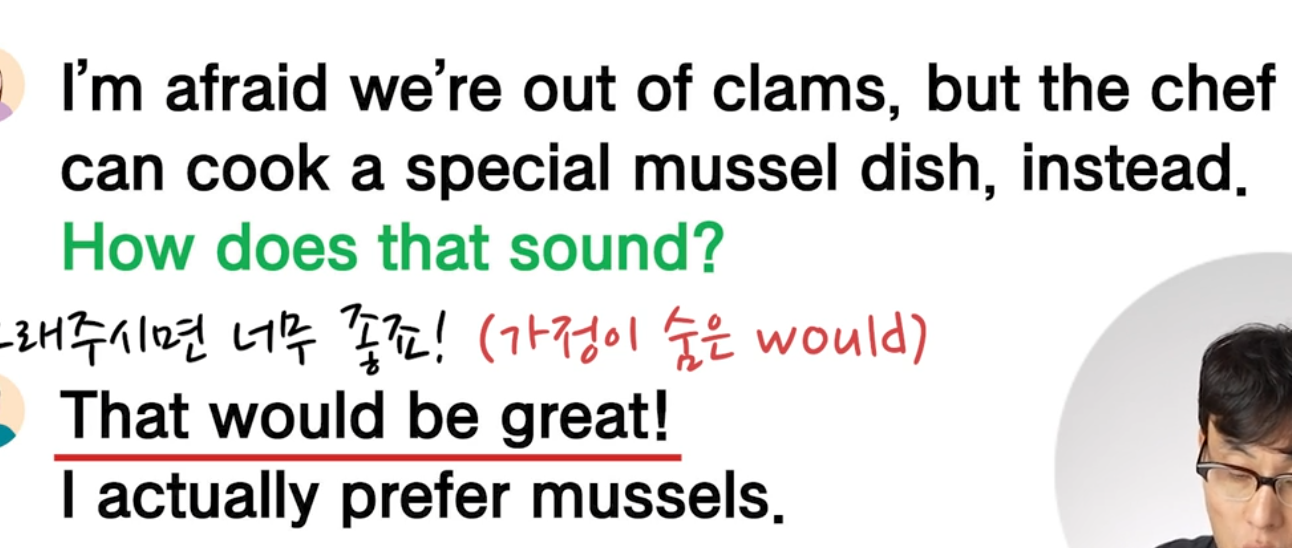 I'm afraid we're out of clams, but the chef
can cook a special mussel dish, instead.
How does that sound?
그래주시면 너무 좋죠! (가정이 숨은 would)
That would be great!
I actually prefer mussels.